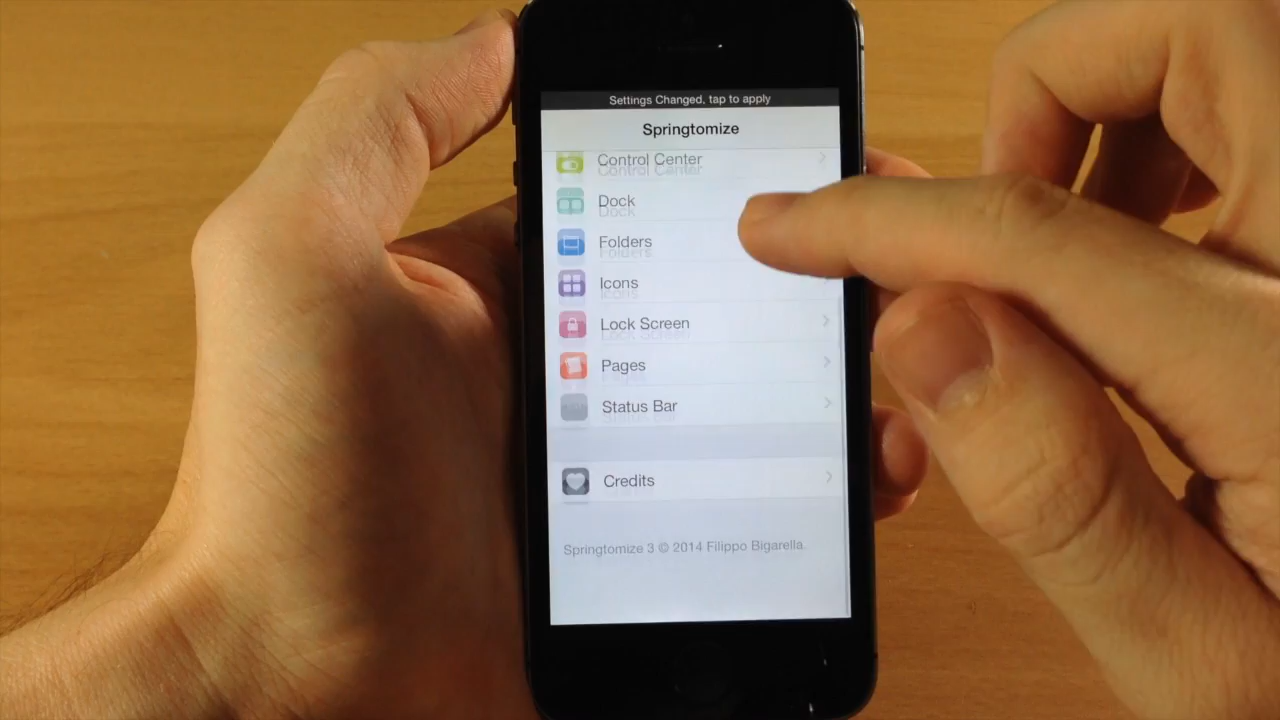 Settings Changed, tap to apply
Springtomize
Control Center
Dock
Folders
Icons
Lock Screen
Pages
Status Bar
Credits
Springtomize 3 © 2014 Filippo Bigarella.